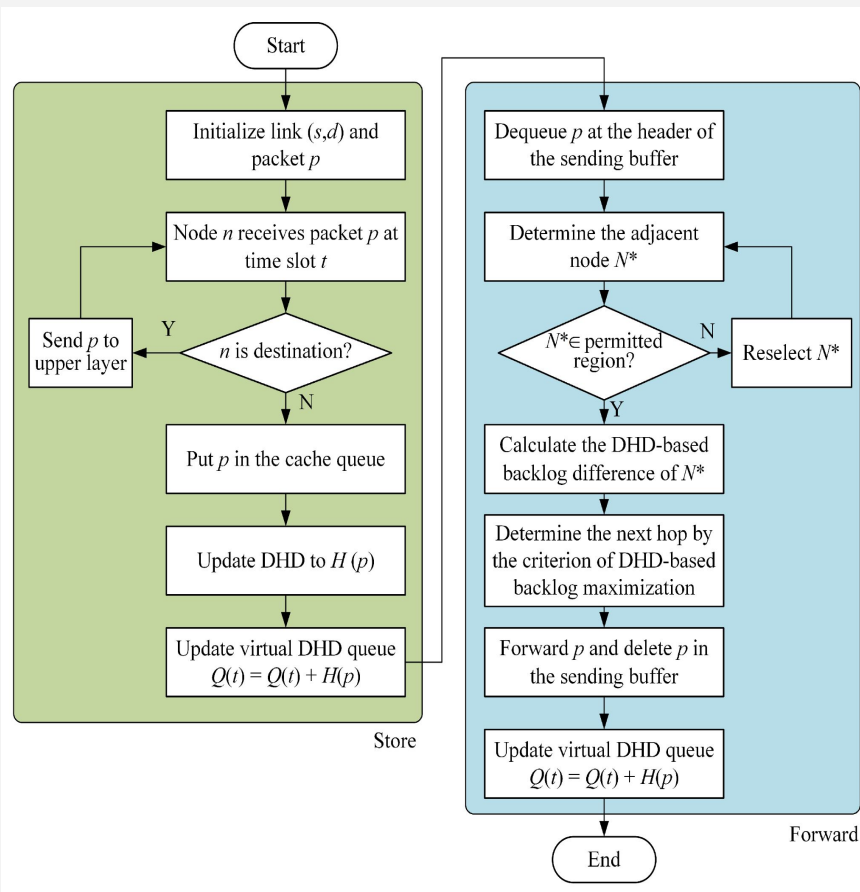 Start
Initialize link (s,d) and
packet p
Node n receives packet p at
time slot t
Y
Send p to
upper layer
n is destination?
N
Put p in the cache queue
Update DHD to H (p)
Update virtual DHD queue
Q(t) = Q(t) + H(p)
Store
Dequeue p at the header of
the sending buffer
Determine the adjacent
node N*
N*∈ permitted
region?
N
Reselect N*
Y
Calculate the DHD-based
backlog difference of N*
Determine the next hop by
the criterion of DHD-based
backlog maximization
Forward p and delete p in
the sending buffer
Update virtual DHD queue
Q(t) = Q(t) + H(p)
Forward
End